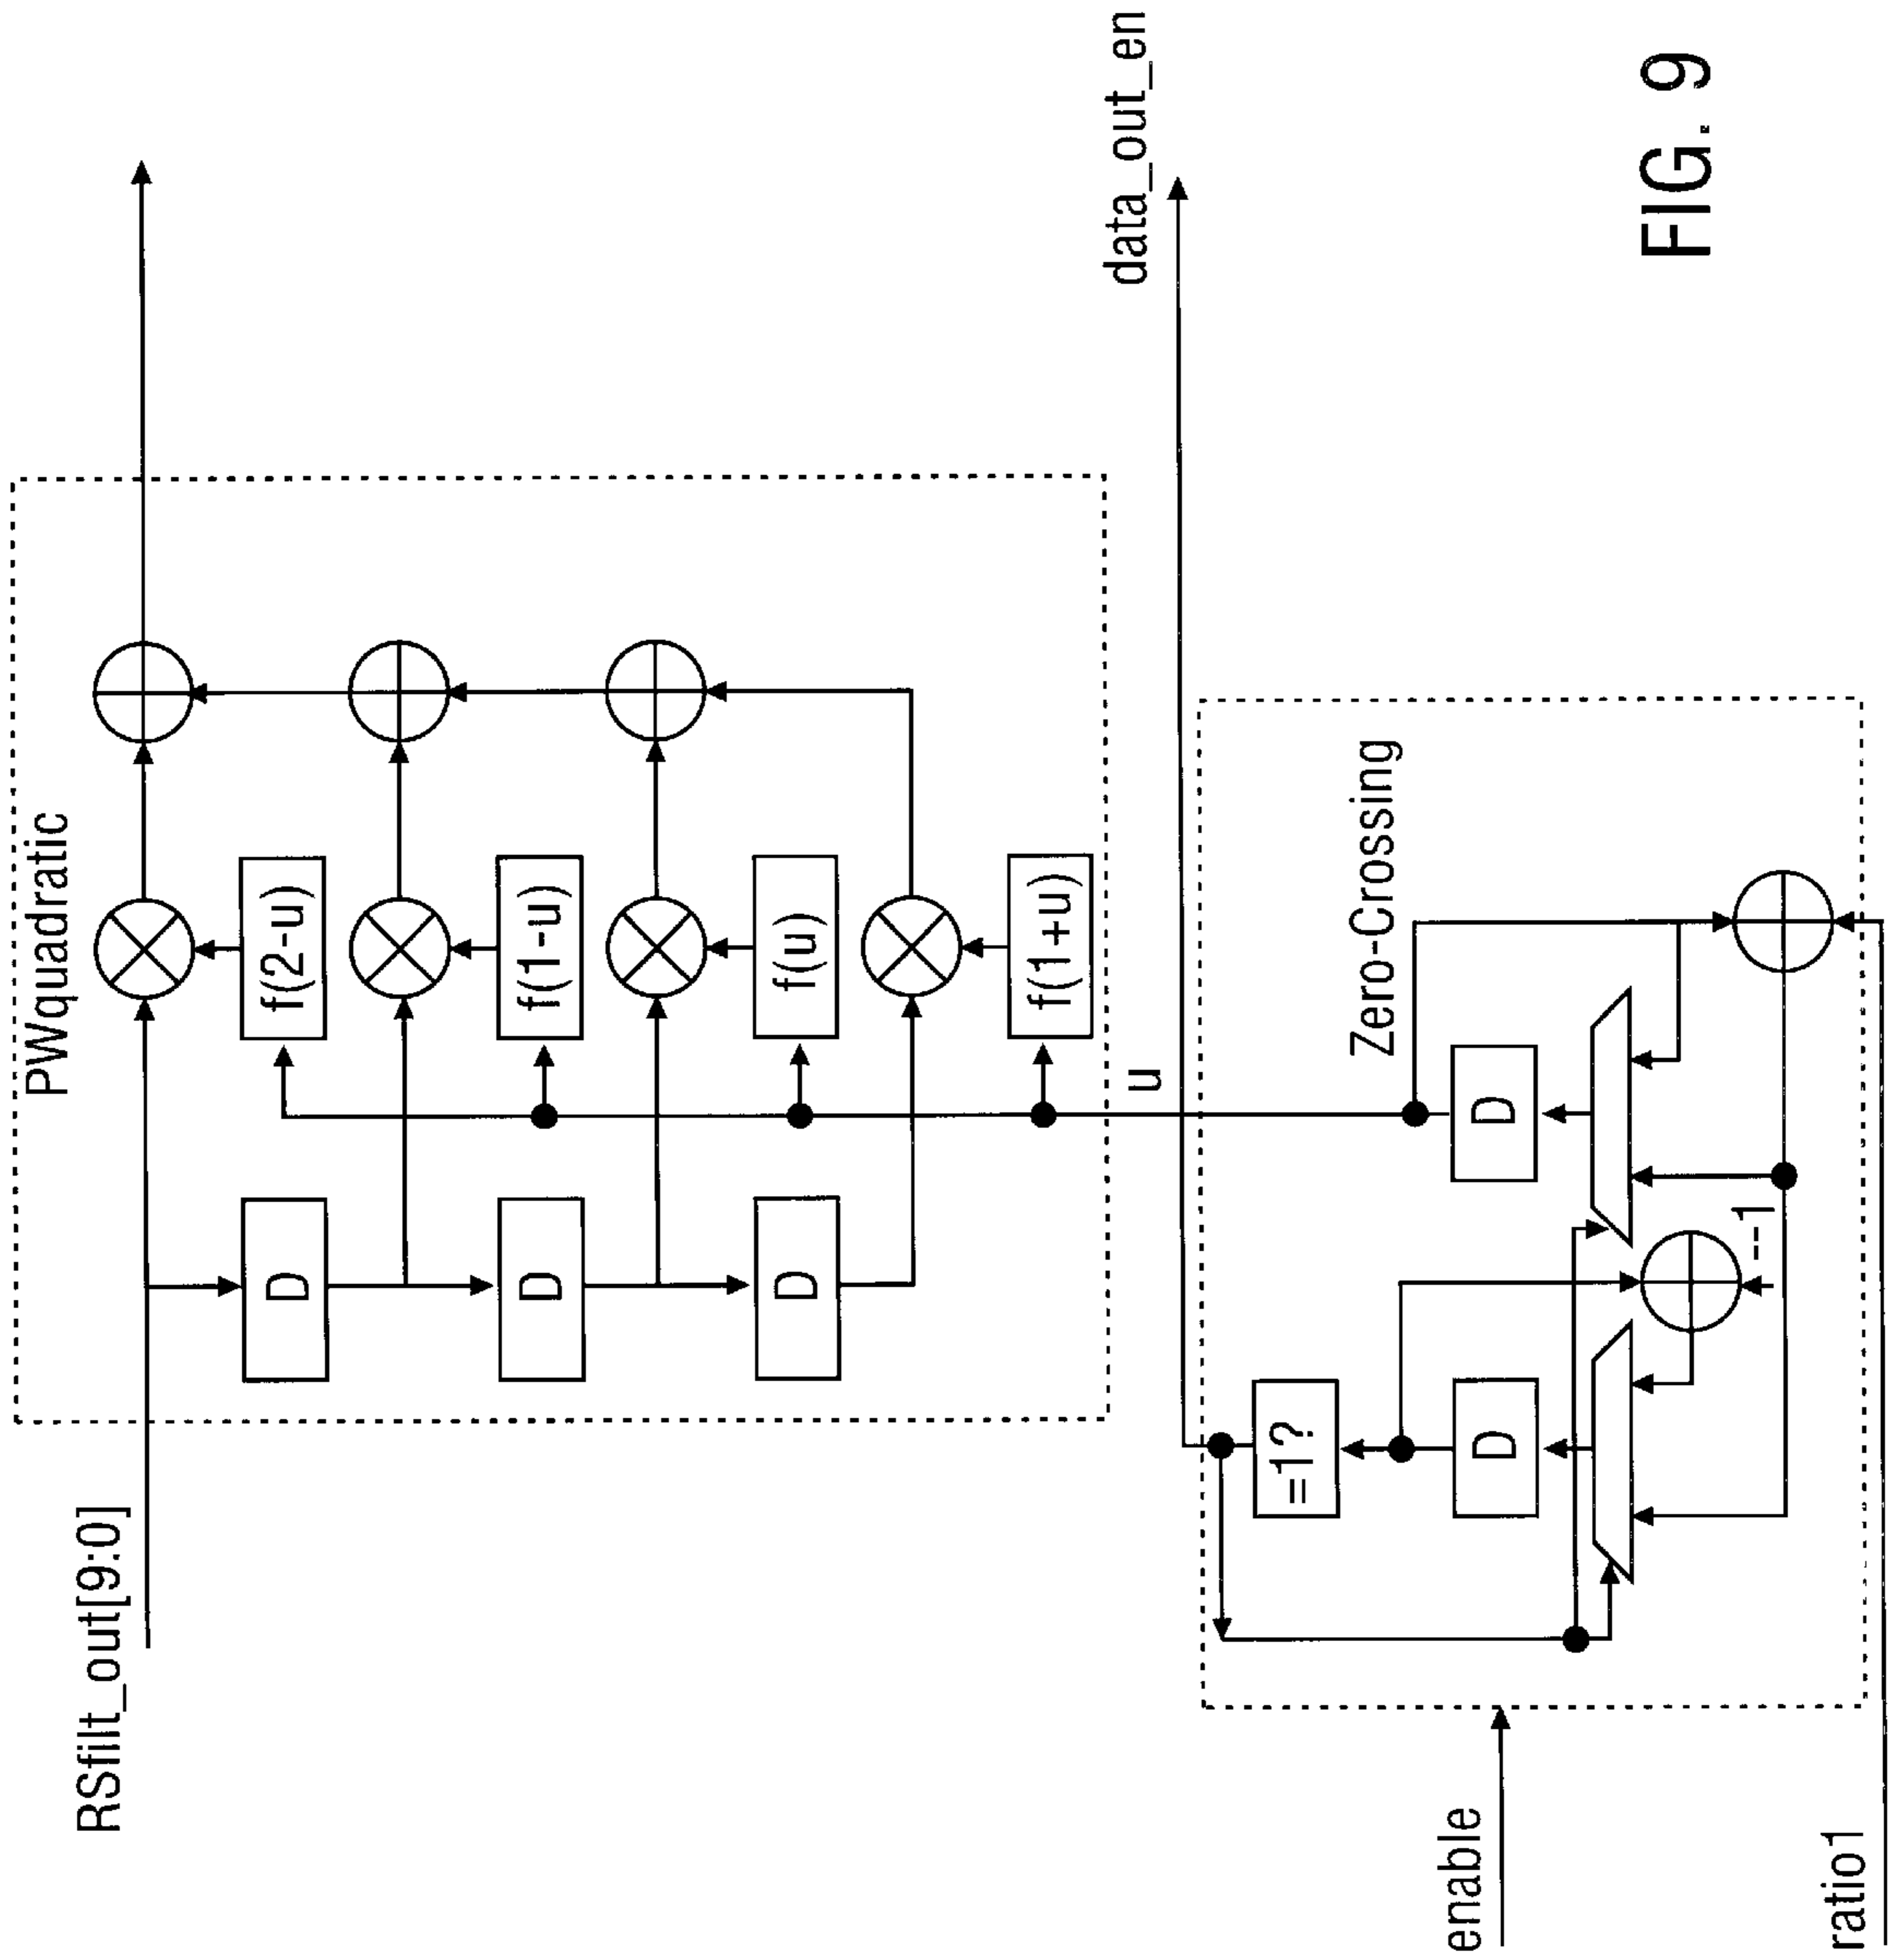 PWquadratic
RSfilt_out[9:0]
D
f(2-u)
D
f(1-u)
D
f(u)
f(1+u)
u
data_out_en
Zero-Crossing
=1?
D
D
--1
enable
ratio1
FIG. 9